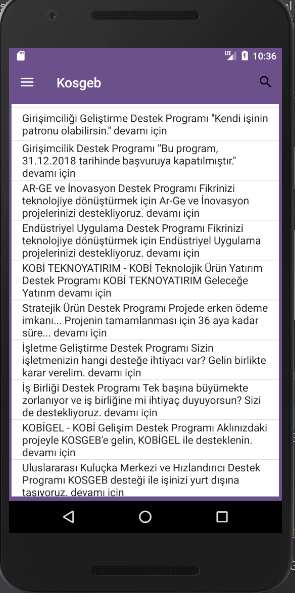 10:36
Kosgeb
Girişimciliği Geliştirme Destek Programı "Kendi işinin
patronu olabilirsin." devamı için
Girişimcilik Destek Programı "Bu program,
31.12.2018 tarihinde başvuruya kapatılmıştır."
devamı için
AR-GE ve İnovasyon Destek Programı Fikrinizi
teknolojiye dönüştürmek için Ar-Ge ve İnovasyon
projelerinizi destekliyoruz. devamı için
Endüstriyel Uygulama Destek Programı Fikrinizi
teknolojiye dönüştürmek için Endüstriyel Uygulama
projelerinizi destekliyoruz. devamı için
KOBİ TEKNOYATIRIM - KOBİ Teknolojik Ürün Yatırım
Destek Programı KOBİ TEKNOYATIRIM Geleceğe
Yatırım devamı için
Stratejik Ürün Destek Programı Projede erken ödeme
imkanı... Projenin tamamlanması için 36 aya kadar
süre... devamı için
İşletme Geliştirme Destek Programı Sizin
işletmenizin hangi desteğe ihtiyacı var? Gelin birlikte
karar verelim. devamı için
İş Birliği Destek Programı Tek başına büyümekte
zorlanıyor ve iş birliğine mi ihtiyaç duyuyorsun? Sizi
de destekliyoruz. devamı için
KOBİGEL - KOBİ Gelişim Destek Programı Aklınızdaki
projeyle KOSGEB'e gelin, KOBİGEL ile desteklenin.
devamı için
Uluslararası Kuluçka Merkezi ve Hızlandırıcı Destek
Programı KOSGEB desteği ile işinizi yurt dışına
taşıyoruz. devamı için